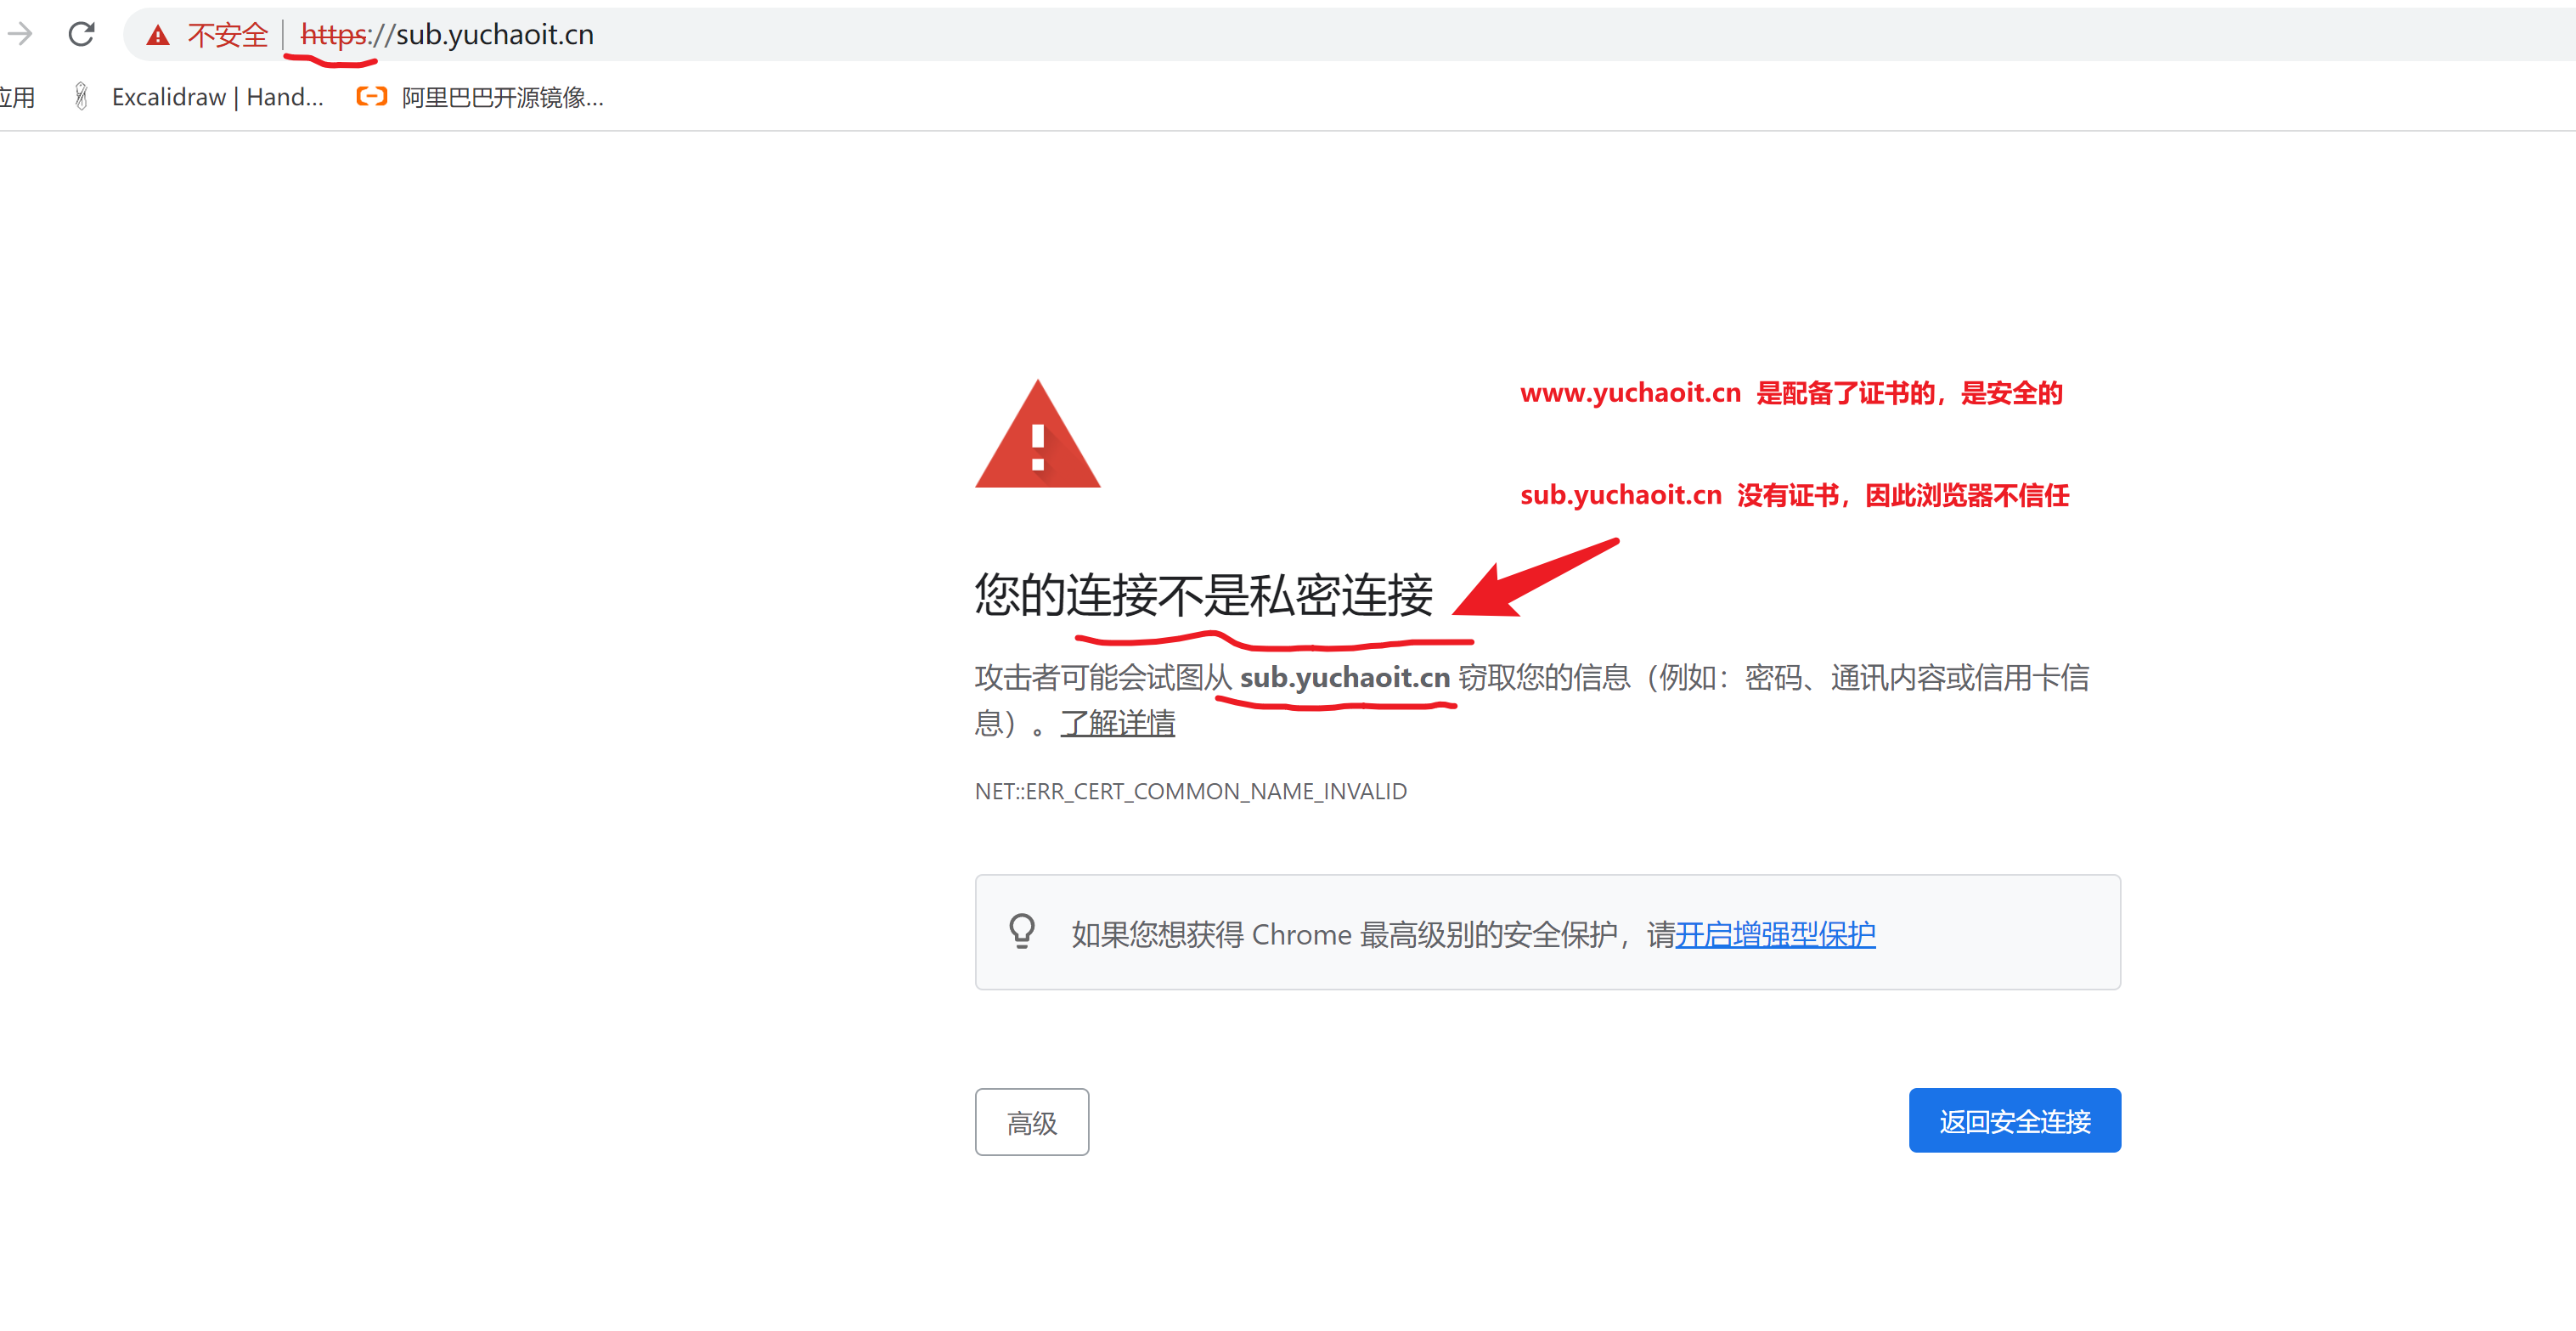 不安全 | https://sub.yuchaoit.cn
应用 Excalidraw | Hand... 阿里巴巴开源镜像...
www.yuchaoit.cn 是配备了证书的，是安全的
sub.yuchaoit.cn 没有证书，因此浏览器不信任
您的连接不是私密连接
攻击者可能会试图从 sub.yuchaoit.cn 窃取您的信息（例如：密码、通讯内容或信用卡信
息）。了解详情
NET::ERR_CERT_COMMON_NAME_INVALID
如果您想获得 Chrome 最高级别的安全保护，请开启增强型保护
高级
返回安全连接